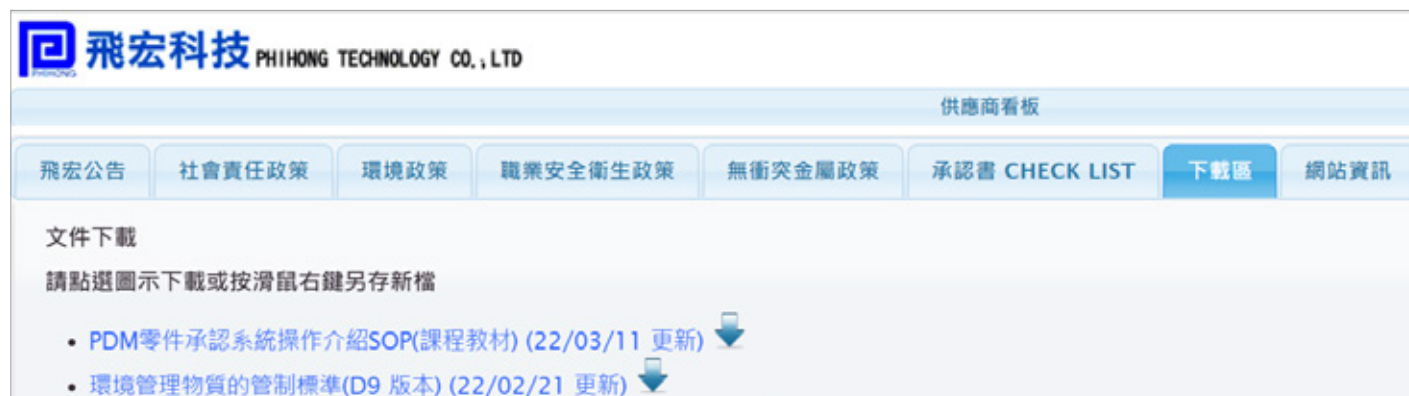 飛宏科技 PHIHONG TECHNOLOGY CO.,LTD
PHIHONG
供應商看板
飛宏公告 社會責任政策 環境政策 職業安全衛生政策 無衝突金屬政策 承認書 CHECK LIST 下載區 網站資訊
文件下載
請點選圖示下載或按滑鼠右鍵另存新檔
• PDM零件承認系統操作介紹SOP(課程教材) (22/03/11 更新)
• 環境管理物質的管制標準(D9 版本) (22/02/21 更新)